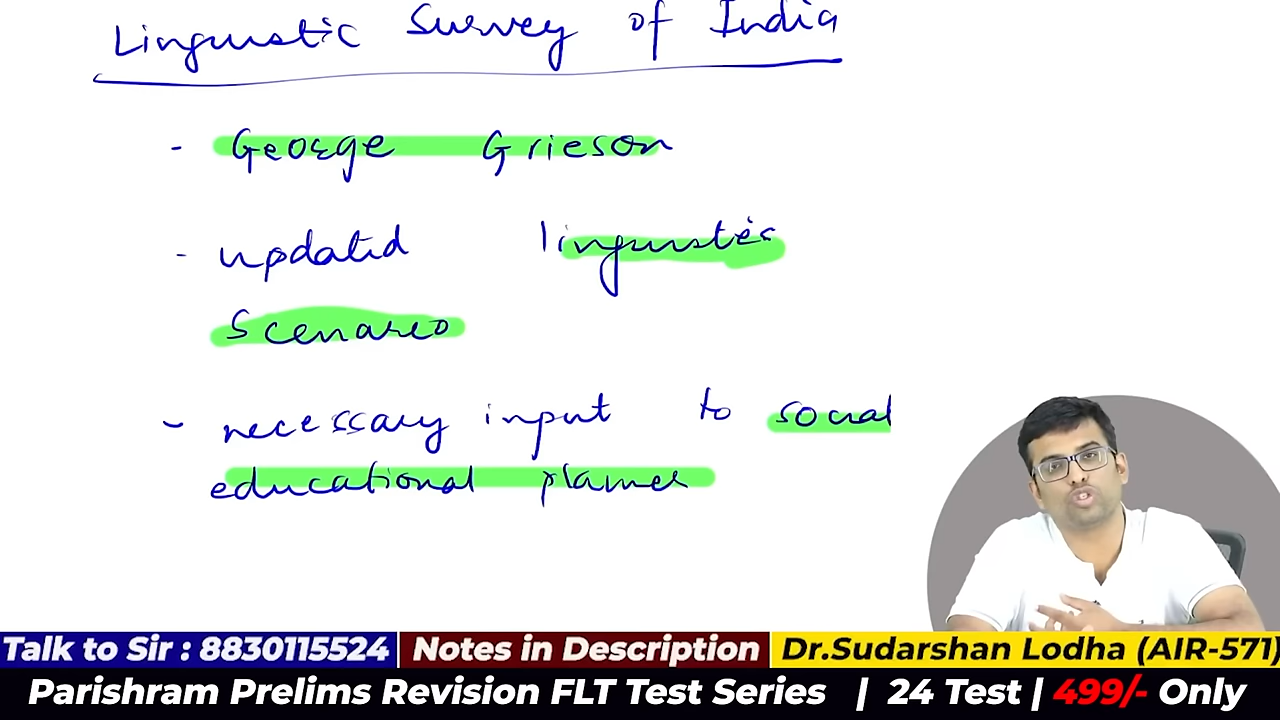 Linguistic Survey of India
- George Grieson
- updated linguistic
Scenario
- necessary input to social
educational planner
Talk to Sir : 8830115524 Notes in Description Dr.Sudarshan Lodha (AIR-571)
Parishram Prelims Revision FLT Test Series | 24 Test | 499/- Only